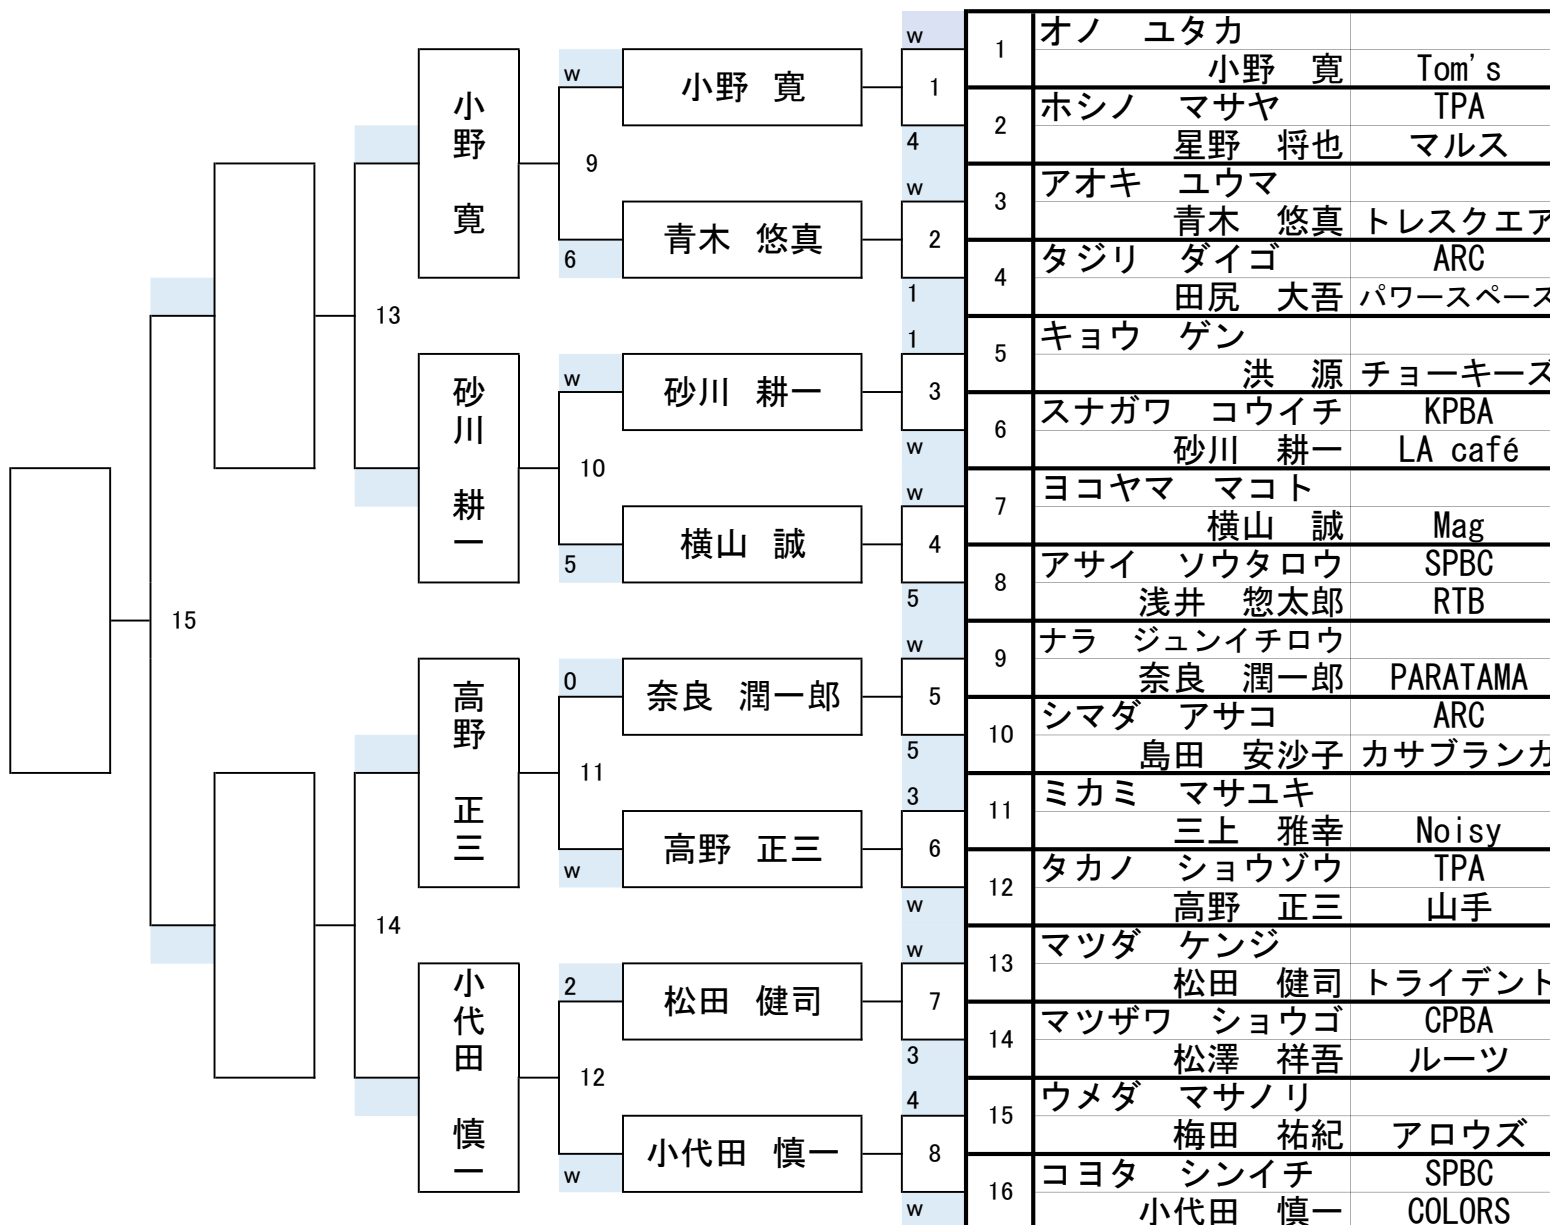 w
1
オノ ユタカ
小野 寛 Tom's
小野 寛
w
小野 寛
1
2
ホシノ マサヤ TPA
星野 将也 マルス
4
9
w
3
アオキ ユウマ
青木 悠真 トレスクエア
6
青木 悠真
2
4
タジリ ダイゴ ARC
田尻 大吾 パワースペース
1
13
1
5
キョウ ゲン
洪 源 チョーキーズ
砂川 耕一
w
砂川 耕一
3
6
スナガワ コウイチ KPBA
砂川 耕一 LA café
w
10
w
7
ヨコヤマ マコト
横山 誠 Mag
5
横山 誠
4
8
アサイ ソウタロウ SPBC
浅井 惣太郎 RTB
5
15
w
9
ナラ ジュンイチロウ
奈良 潤一郎 PARATAMA
高野 正三
0
奈良 潤一郎
5
10
シマダ アサコ ARC
島田 安沙子 カサブランカ
5
11
3
11
ミカミ マサユキ
三上 雅幸 Noisy
w
高野 正三
6
12
タカノ ショウゾウ TPA
高野 正三 山手
w
14
w
13
マツダ ケンジ
松田 健司 トライデント
小代田 慎一
2
松田 健司
7
14
マツザワ ショウゴ CPBA
松澤 祥吾 ルーツ
3
12
4
15
ウメダ マサノリ
梅田 祐紀 アロウズ
w
小代田 慎一
8
16
コヨタ シンイチ SPBC
小代田 慎一 COLORS
w